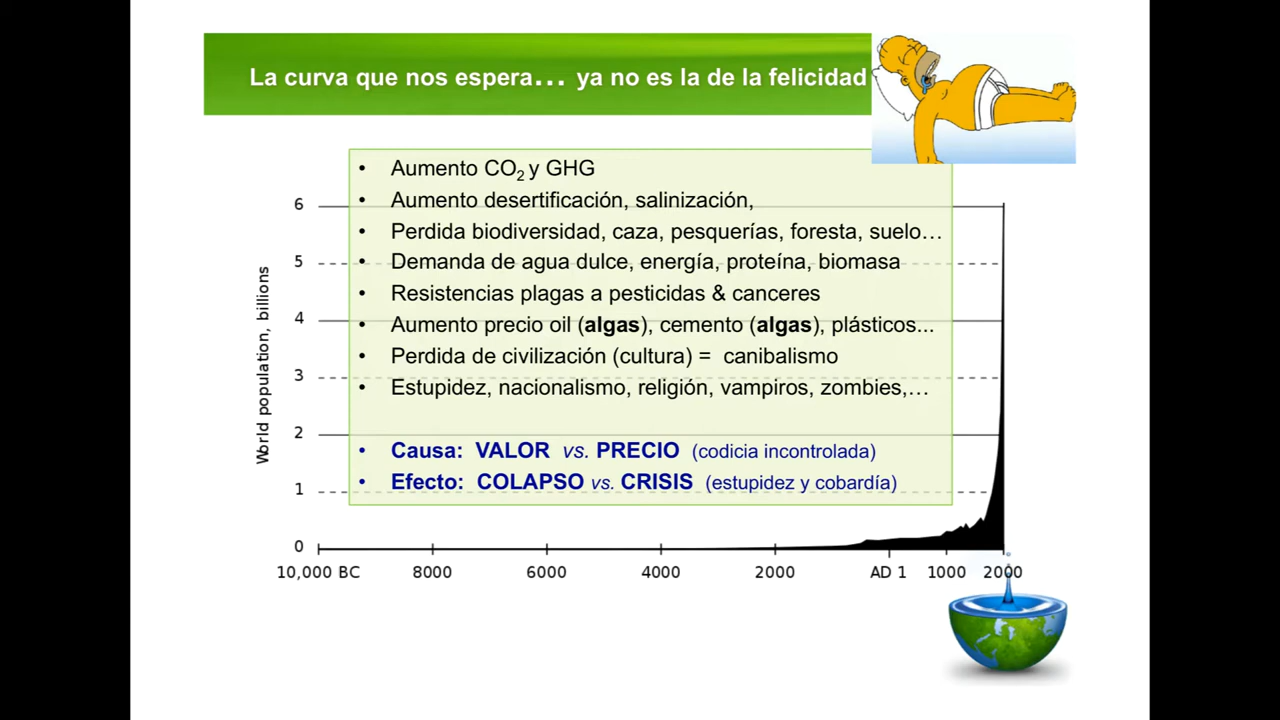 La curva que nos espera... ya no es la de la felicidad
• Aumento CO2 y GHG
• Aumento desertificación, salinización,
• Perdida biodiversidad, caza, pesquerías, foresta, suelo…
• Demanda de agua dulce, energía, proteína, biomasa
• Resistencias plagas a pesticidas & canceres
• Aumento precio oil (algas), cemento (algas), plásticos...
• Perdida de civilización (cultura) = canibalismo
• Estupidez, nacionalismo, religión, vampiros, zombies,…
• Causa: VALOR vs. PRECIO (codicia incontrolada)
• Efecto: COLAPSO vs. CRISIS (estupidez y cobardía)
World population, billions
6
5
4
3
2
1
0
10,000 BC 8000 6000 4000 2000 AD 1 1000 2000